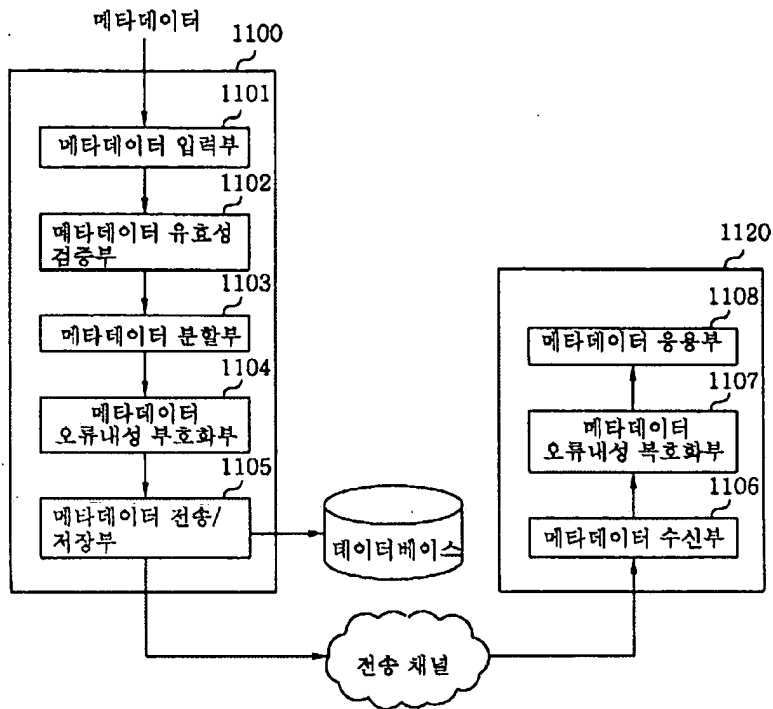 메타데이터
1100
1101
메타데이터 입력부
1102
메타데이터 유효성
검증부
1103
메타데이터 분할부
1104
메타데이터
오류내성 부호화부
1105
메타데이터 전송/
저장부
데이터베이스
전송 채널
1120
1108
메타데이터 응용부
1107
메타데이터
오류내성 복호화부
1106
메타데이터 수신부